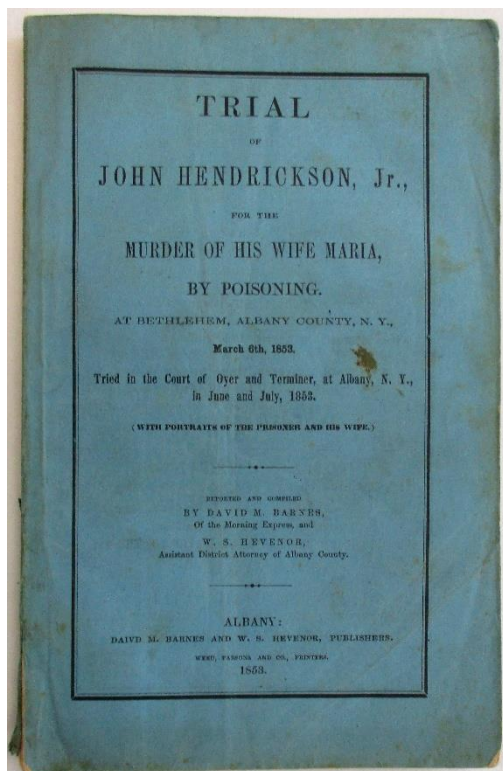 TRIAL
OF
JOHN HENDRICKSON, Jr.,
FOR THE
MURDER OF HIS WIFE MARIA,
BY POISONING.
AT BETHLEHEM, ALBANY COUNTY, N. Y.,
March 6th, 1853.
Tried in the Court of Oyer and Terminer, at Albany, N. Y.,
in June and July, 1853.
(WITH PORTRAITS OF THE PRISONER AND HIS WIFE.)
REPORTED AND COMPILED
BY DAVID M. BARNES,
Of the Morning Express, and
W. S. HEVENOR,
Assistant District Attorney of Albany County.
ALBANY:
DAIVD M. BARNES AND W. S. HEVENOR, PUBLISHERS.
WEED, PARSONS AND CO., PRINTERS.
1853.